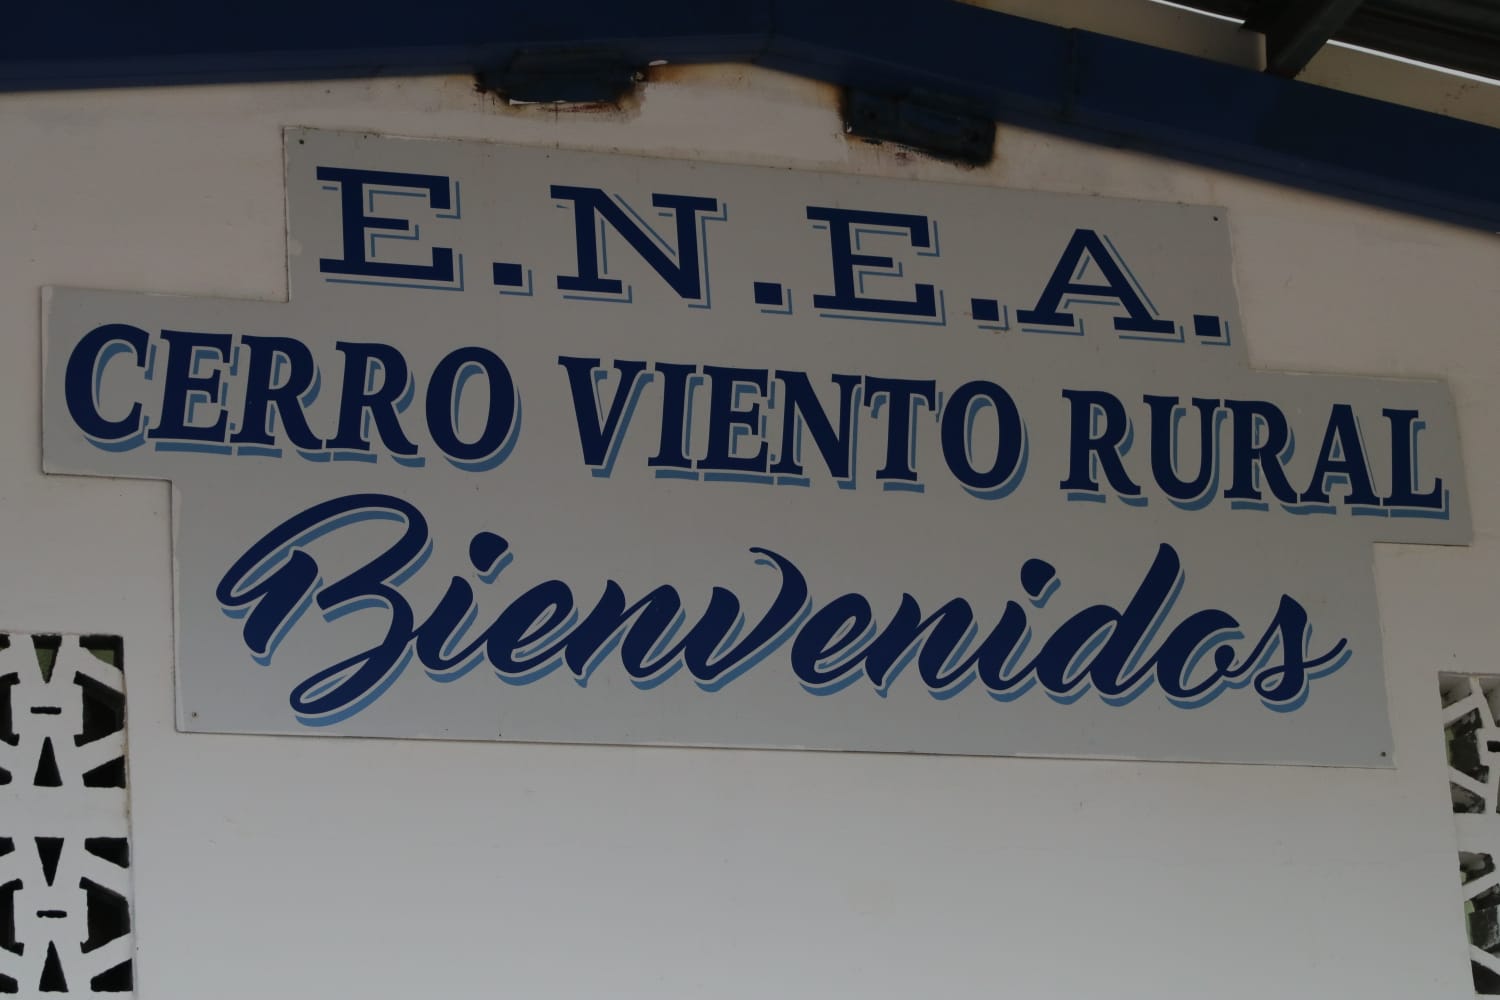 E.N.E.A.
CERRO VIENTO RURAL
Bienvenidos